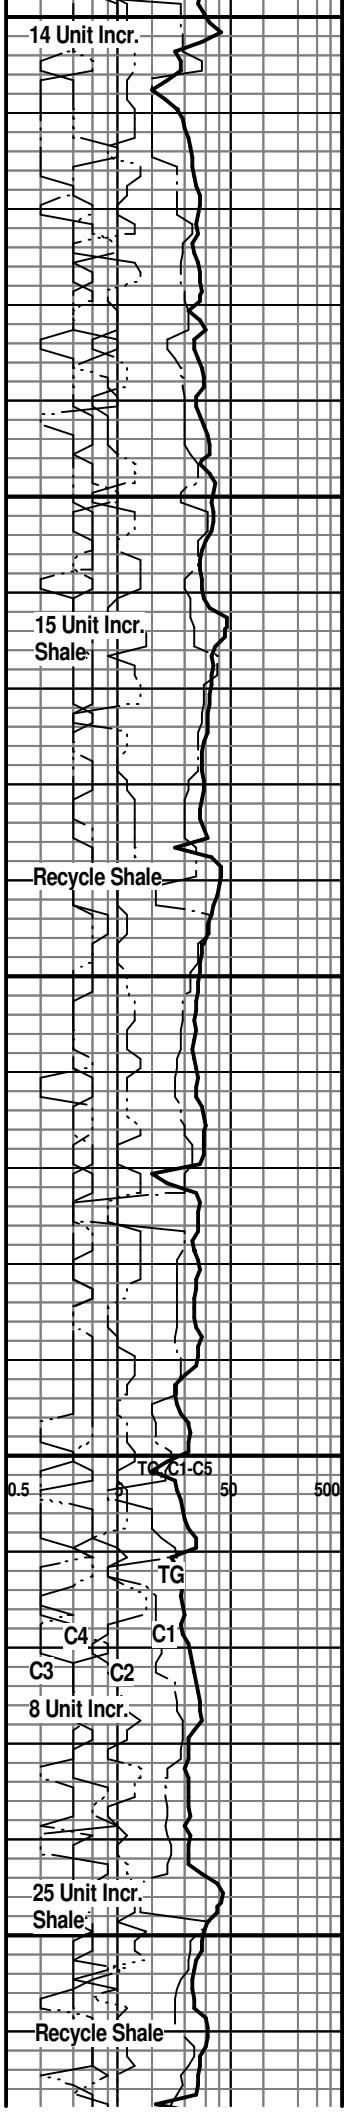 14 Unit Incr.
15 Unit Incr.
Shale
Recycle Shale
TG, C1-C5
0.5 5 50 500
TG
C4 C1
C3 C2
8 Unit Incr.
25 Unit Incr.
Shale
Recycle Shale